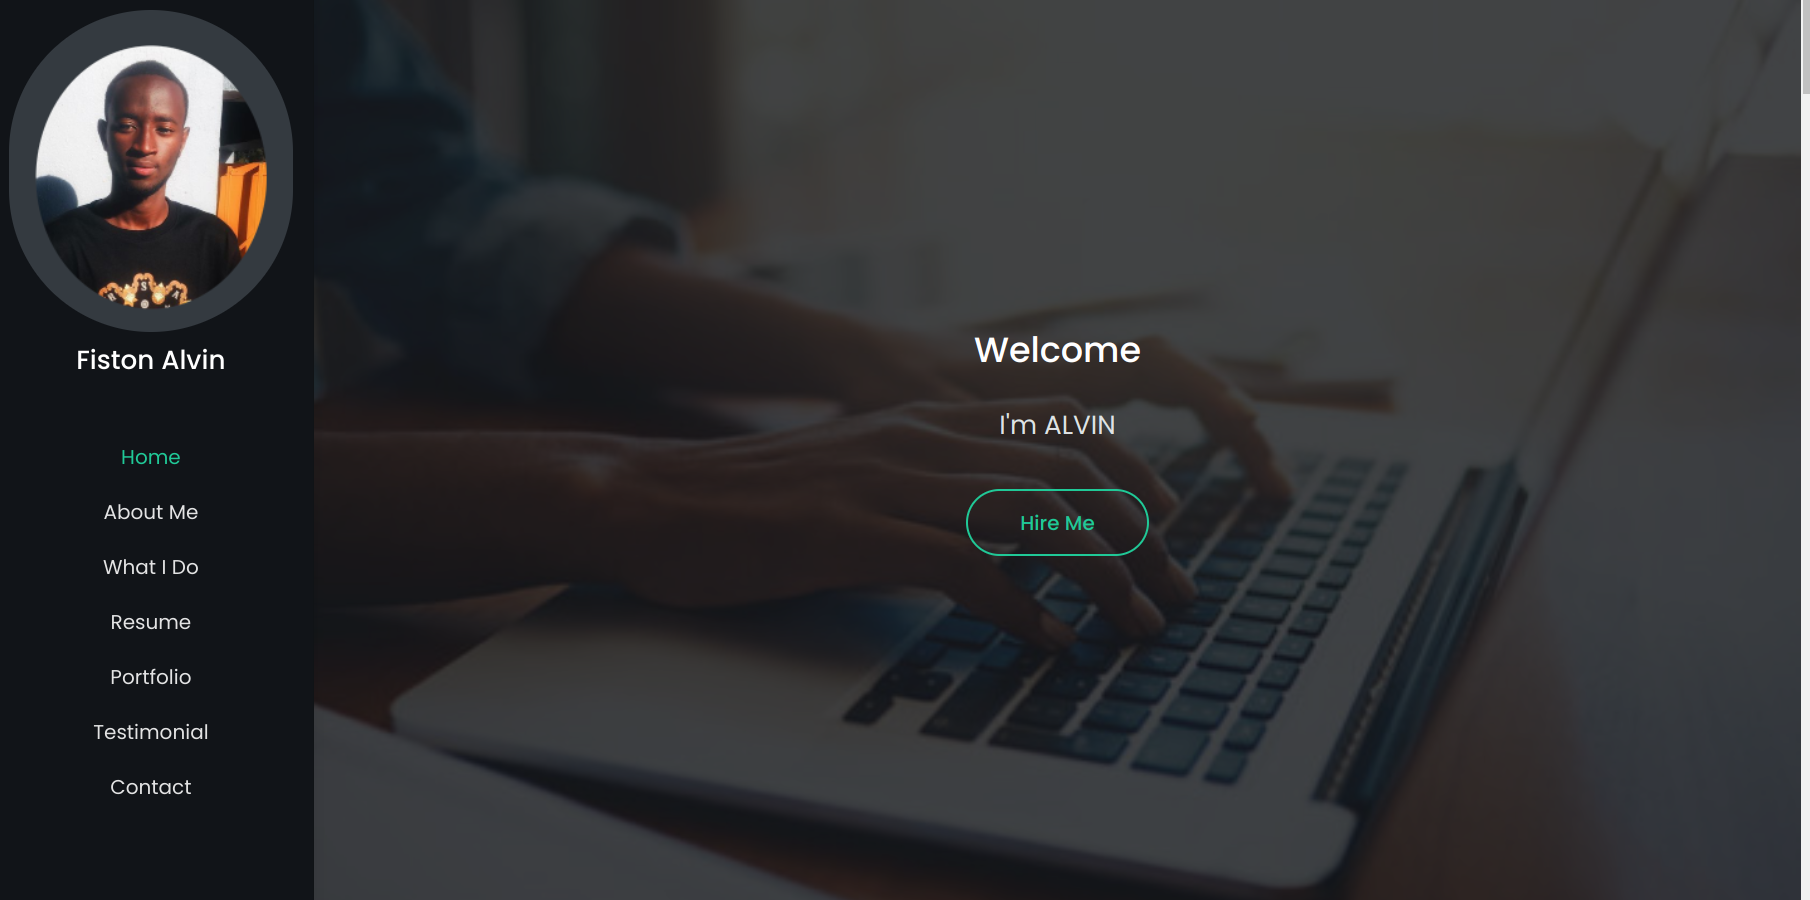 Fiston Alvin
Home
About Me
What I Do
Resume
Portfolio
Testimonial
Contact
Welcome
I'm ALVIN
Hire Me